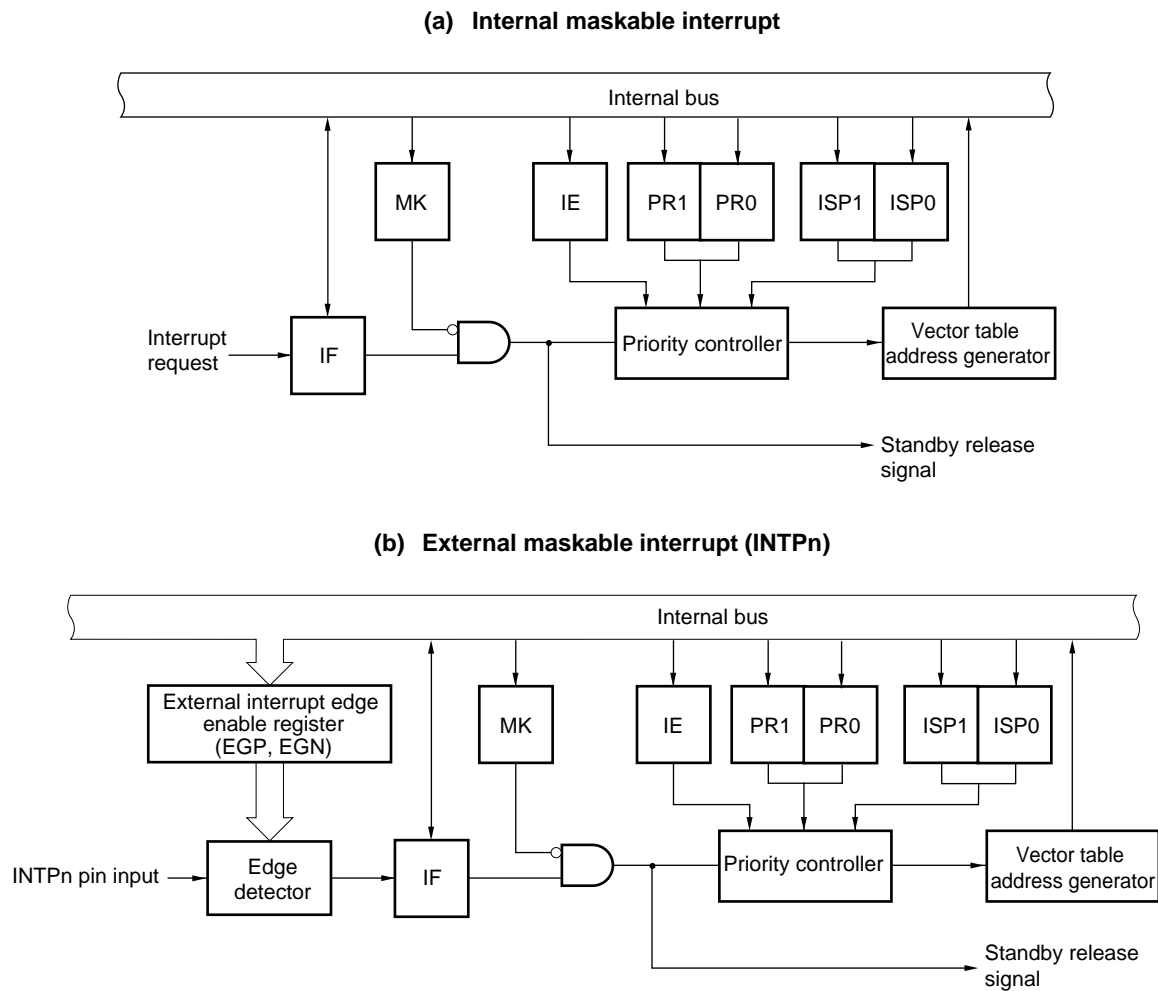 (a) Internal maskable interrupt
Internal bus
MK
IE
PR1
PR0
ISP1
ISP0
Interrupt
request
IF
Priority controller
Vector table
address generator
Standby release
signal
(b) External maskable interrupt (INTPn)
Internal bus
External interrupt edge
enable register
(EGP, EGN)
MK
IE
PR1
PR0
ISP1
ISP0
INTPn pin input
Edge
detector
IF
Priority controller
Vector table
address generator
Standby release
signal